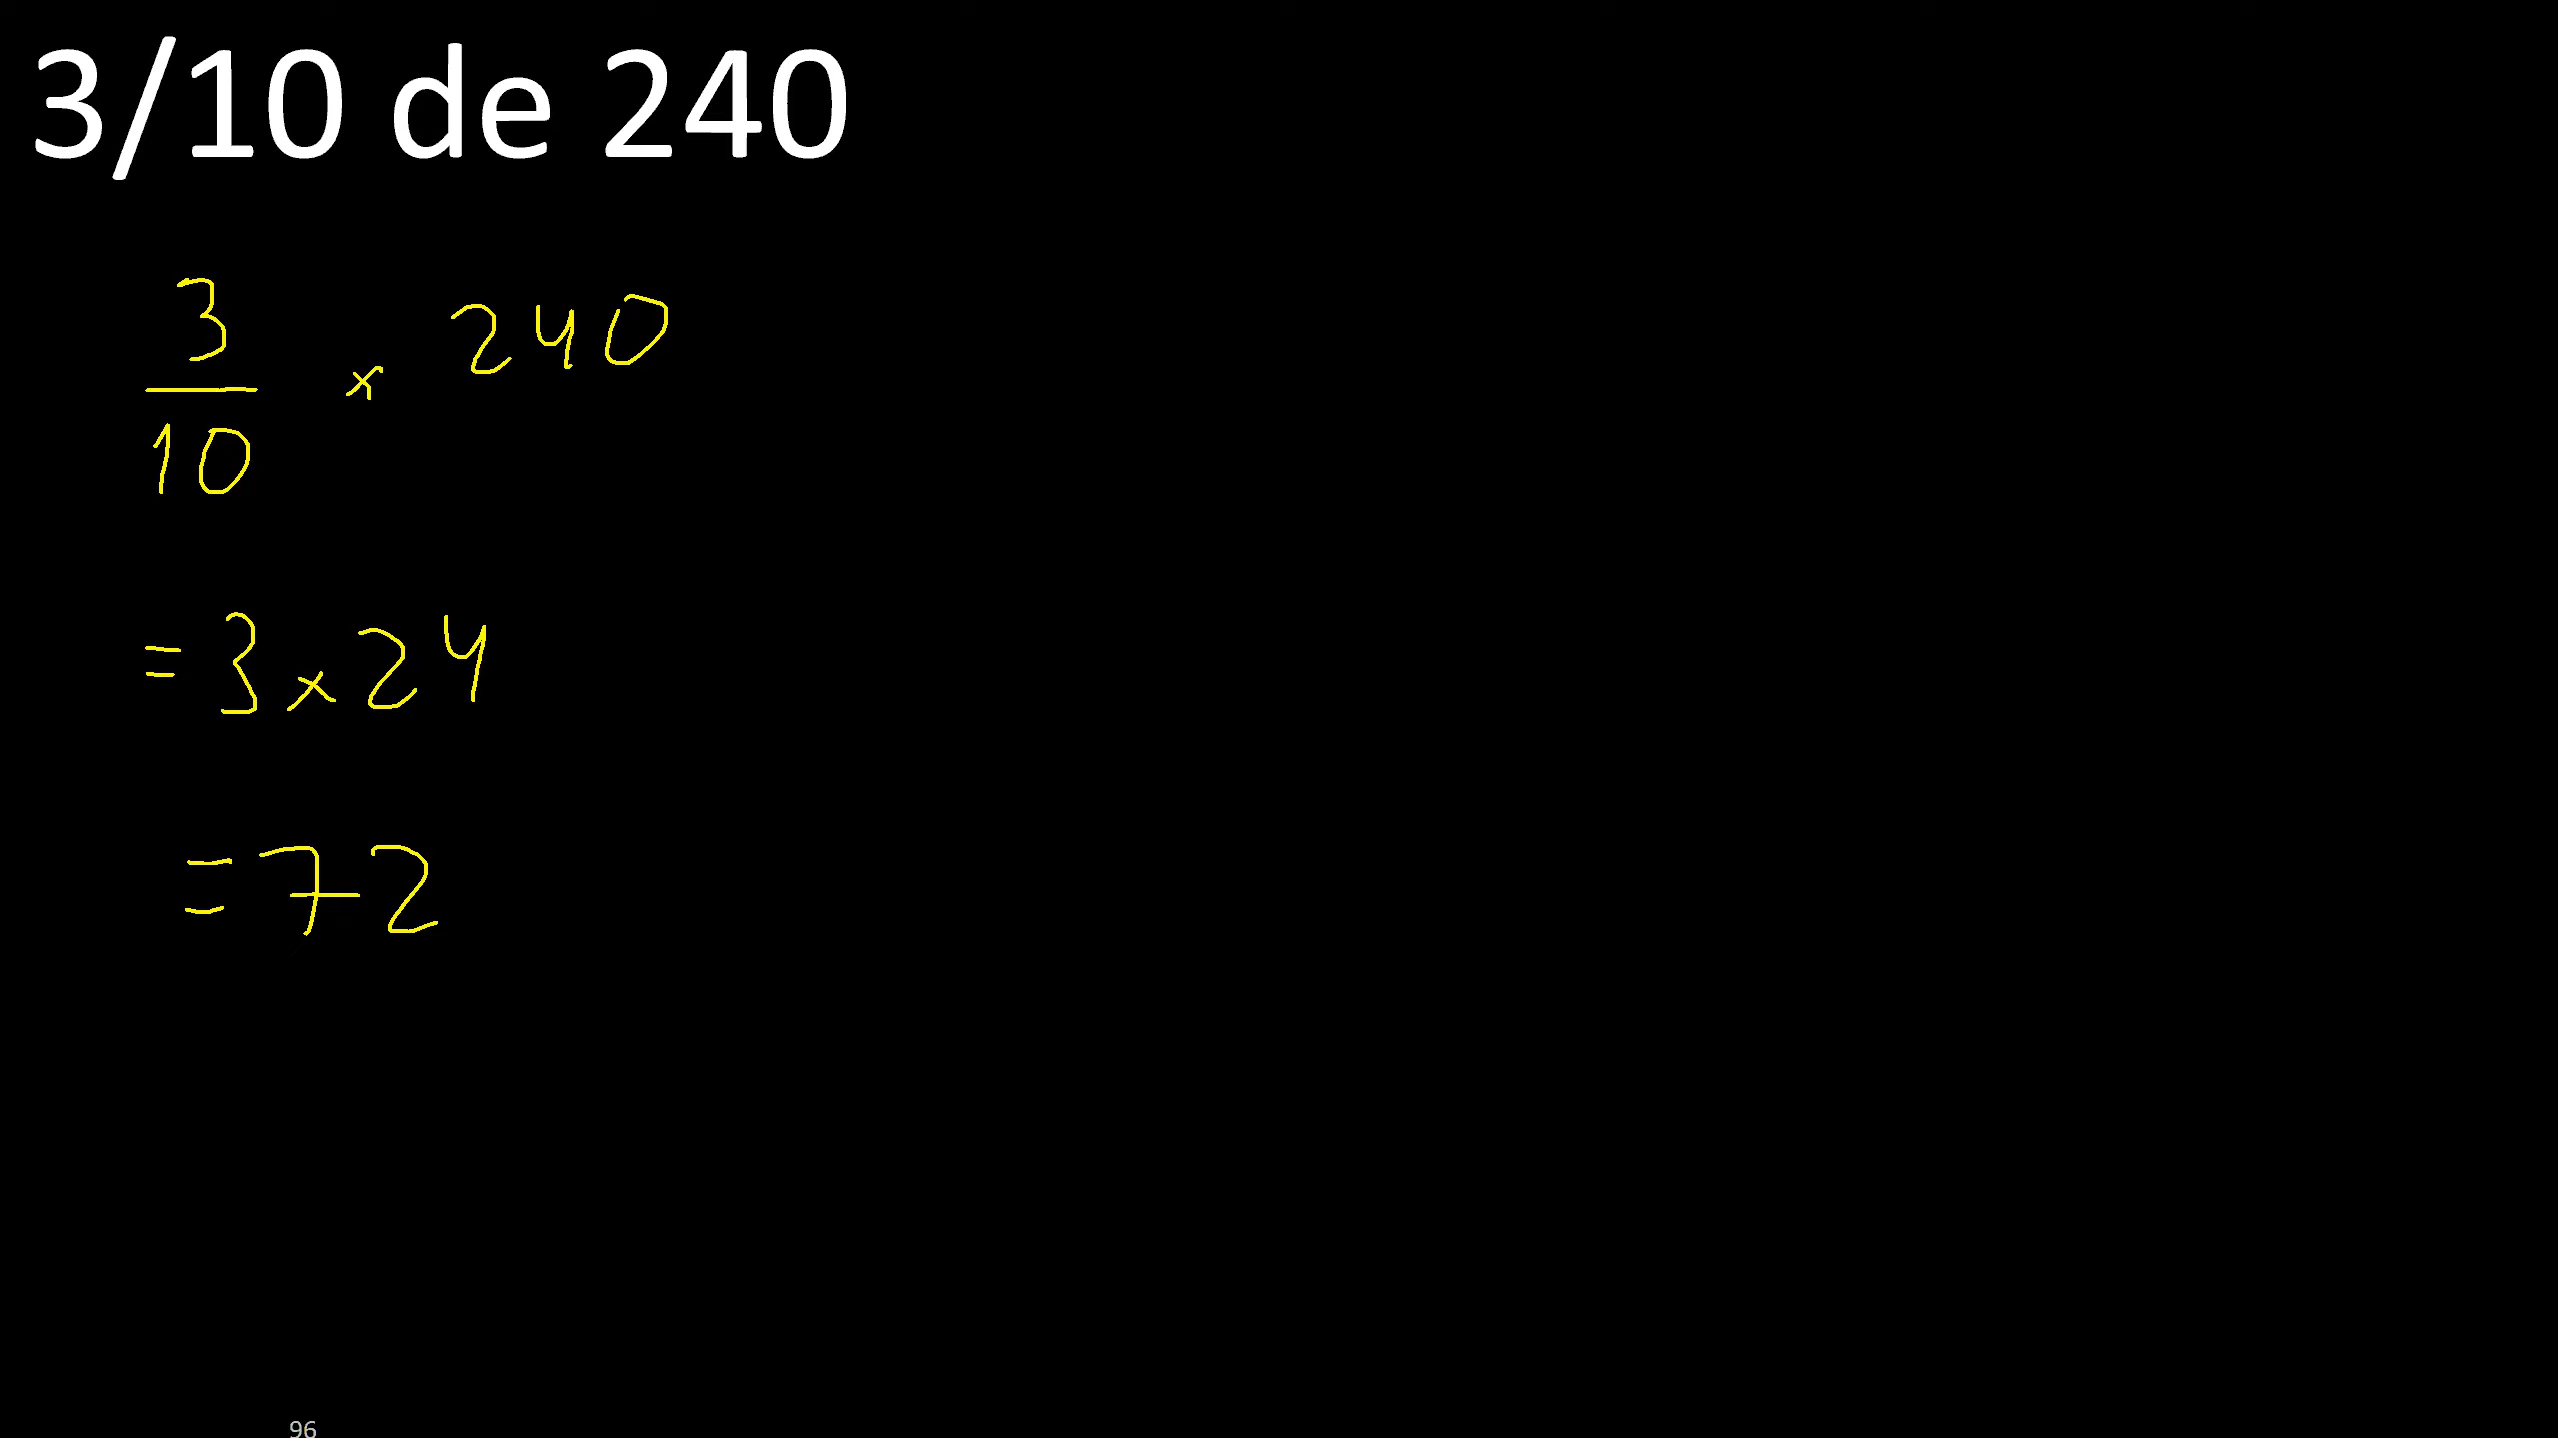 3/10 de 240
3/10 × 240
= 3 × 24
= 72
96